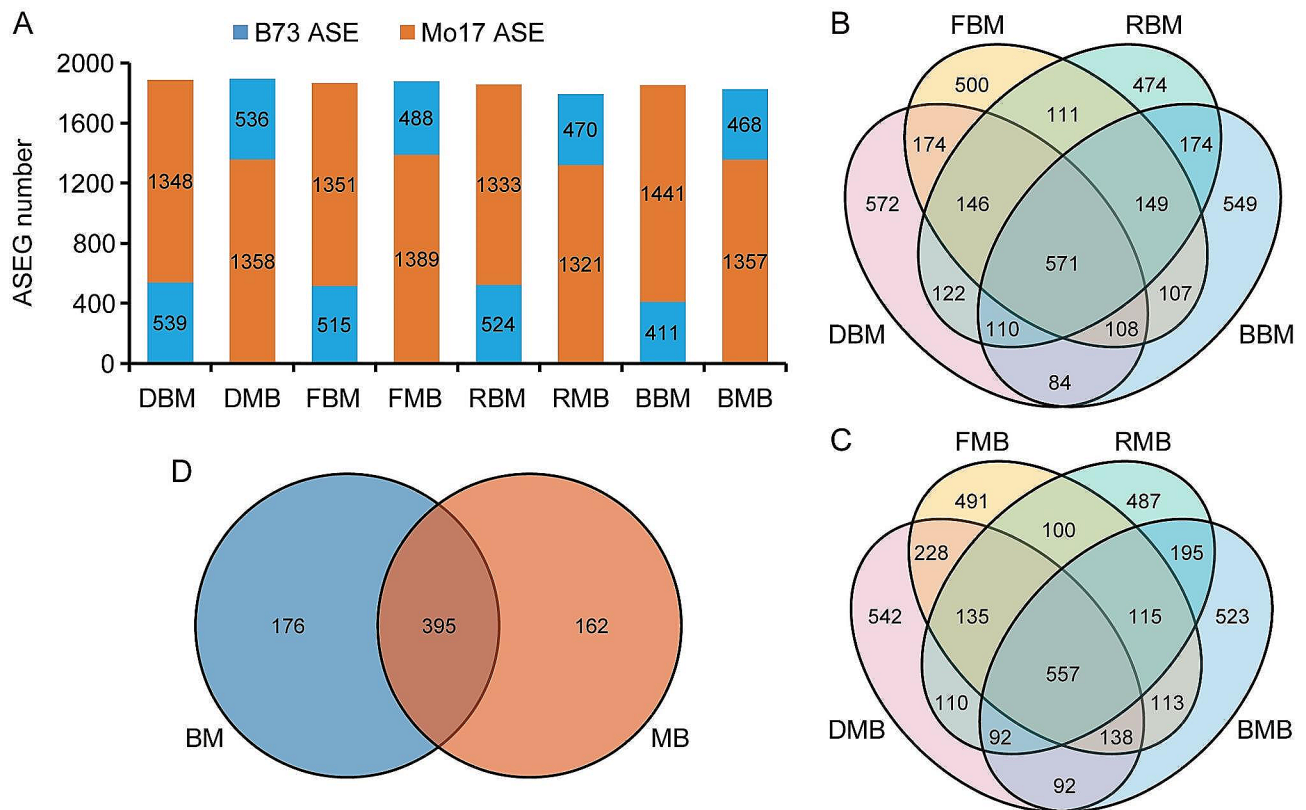 A
B73 ASE Mo17 ASE
ASEG number
2000
1600
1200
800
400
0
1348 536 1351 488 1333 470 1441 468
539 1358 515 1389 524 1321 411 1357
DBM DMB FBM FMB RBM RMB BBM BMB
B
FBM RBM
500 474
111
174 174
572 146 149 549
571
122 107
DBM 110 108 BBM
84
C
FMB RMB
491 487
100
228 195
542 135 115 523
557
110 113
DMB 92 138 BMB
92
D
176 395 162
BM MB